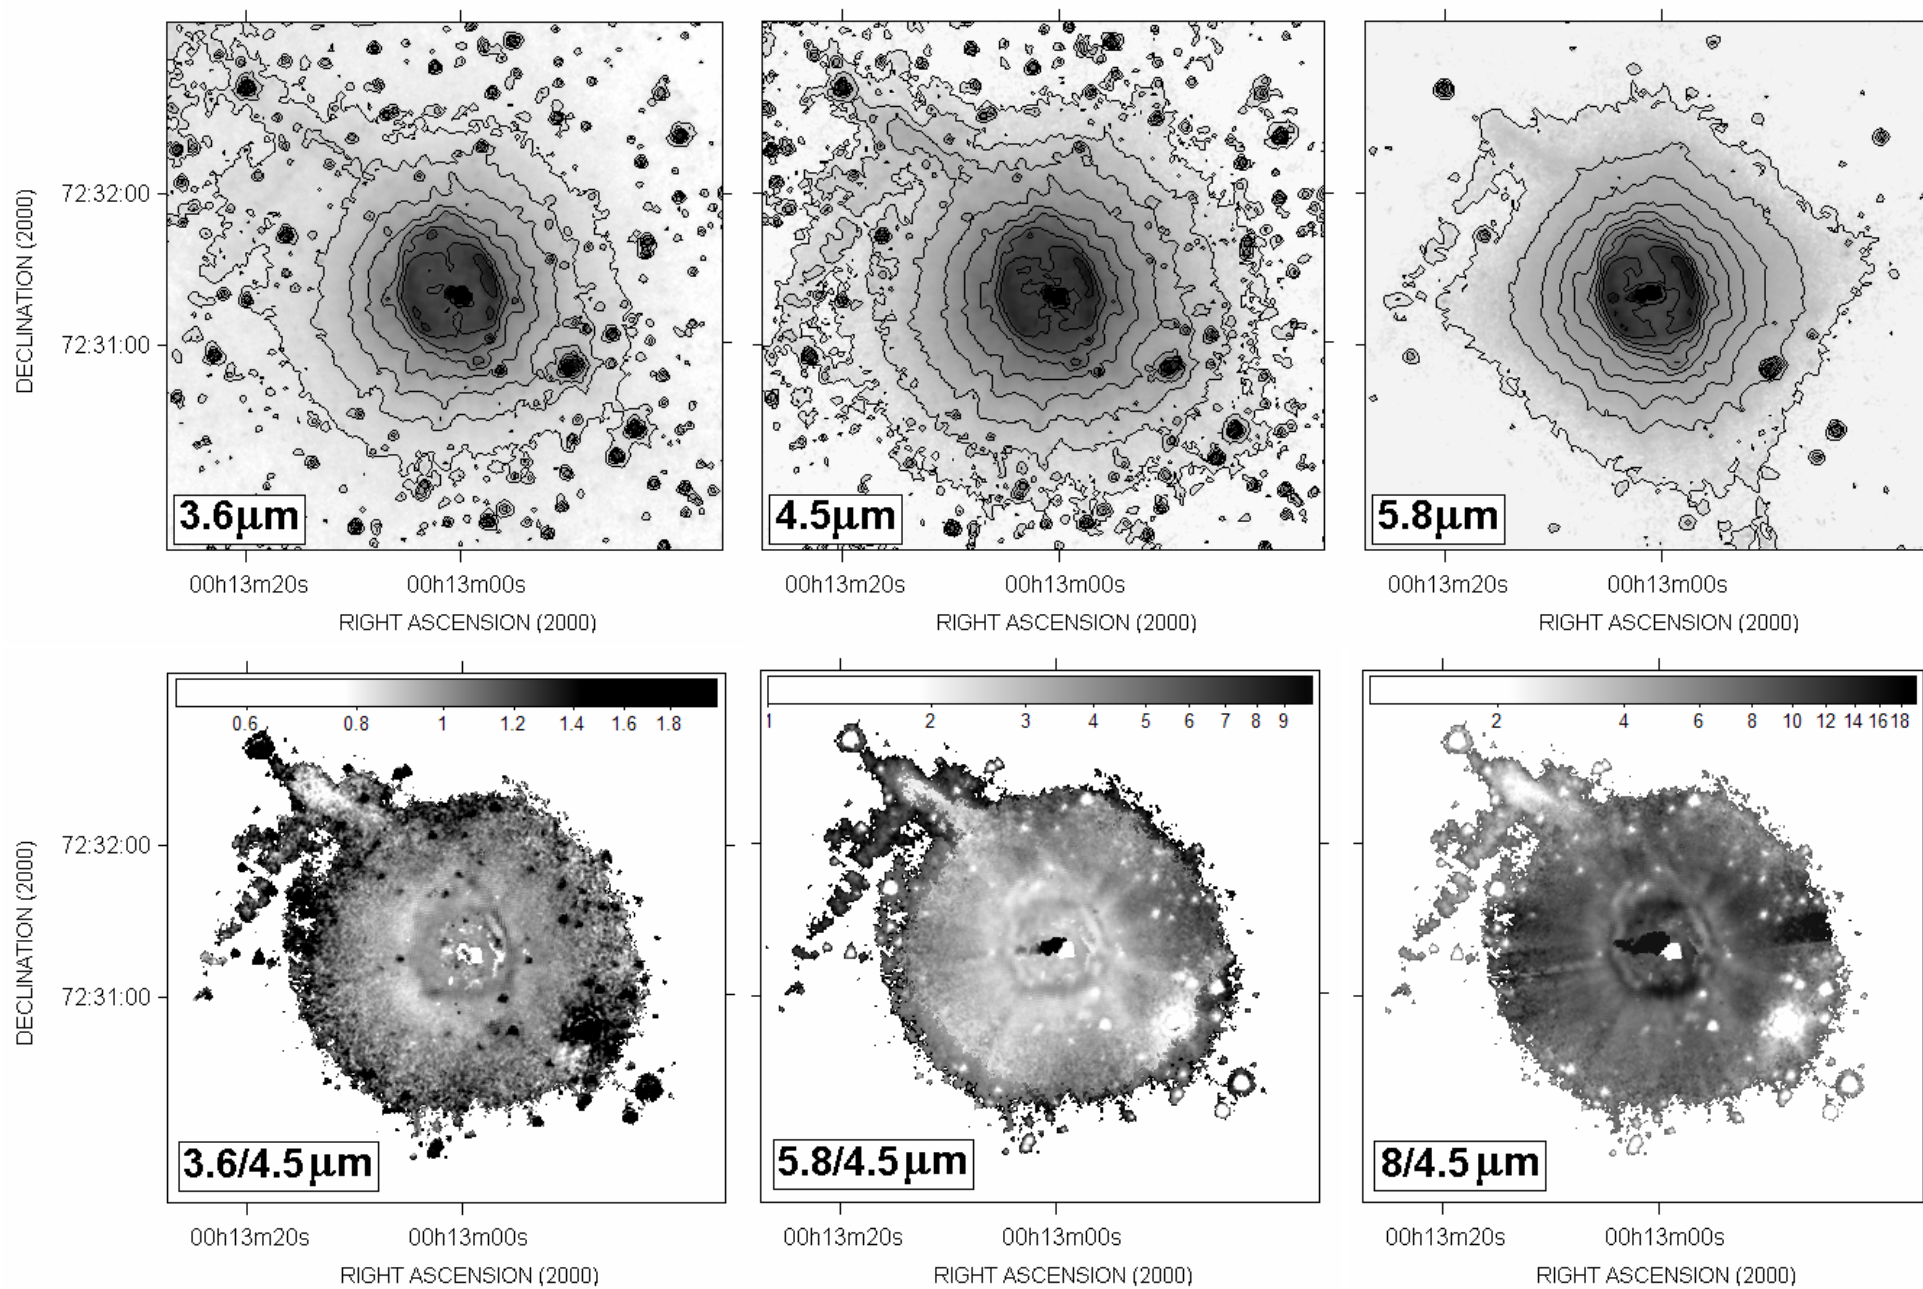 DECLINATION (2000)
72:32:00
72:31:00
3.6μm
4.5μm
5.8μm
00h13m20s 00h13m00s
00h13m20s 00h13m00s
00h13m20s 00h13m00s
RIGHT ASCENSION (2000)
RIGHT ASCENSION (2000)
RIGHT ASCENSION (2000)
0.6 0.8 1 1.2 1.4 1.6 1.8
1 2 3 4 5 6 7 8 9
2 4 6 8 10 12 14 16 18
DECLINATION (2000)
72:32:00
72:31:00
3.6/4.5μm
5.8/4.5μm
8/4.5μm
00h13m20s 00h13m00s
00h13m20s 00h13m00s
00h13m20s 00h13m00s
RIGHT ASCENSION (2000)
RIGHT ASCENSION (2000)
RIGHT ASCENSION (2000)